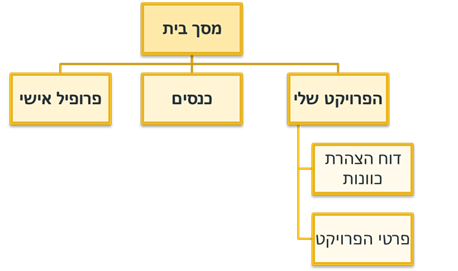 מסך בית
הפרויקט שלי
כנסים
פרופיל אישי
דוח הצהרת
כוונות
פרטי הפרויקט